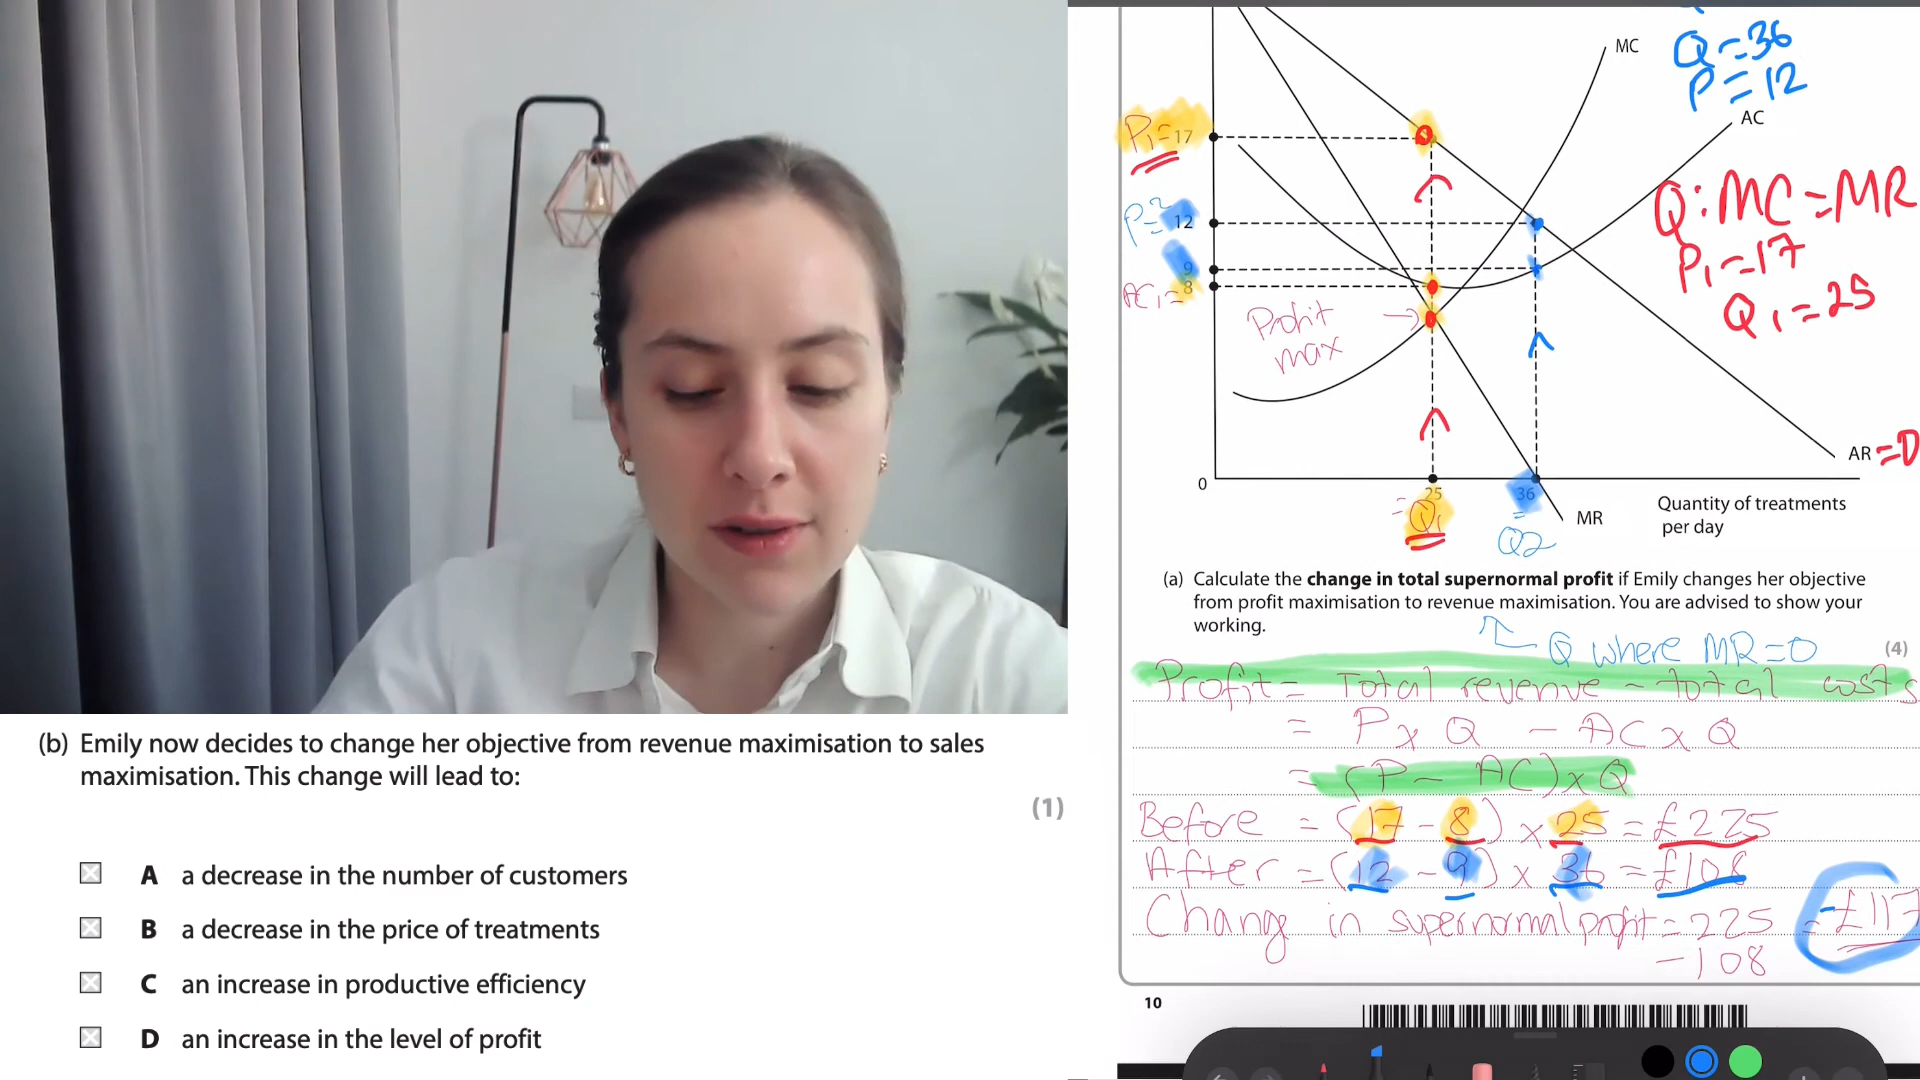 (b) Emily now decides to change her objective from revenue maximisation to sales
maximisation. This change will lead to:
(1)
A a decrease in the number of customers
B a decrease in the price of treatments
C an increase in productive efficiency
D an increase in the level of profit
Q=36
P=12
MC
AC
P₁=17
Q:MC=MR
P₁=17
Q₁=25
P=² 12
9
AC₁=8
Profit
max
AR=D
0
25
36
Q₁
Q2
MR
Quantity of treatments
per day
(a) Calculate the change in total supernormal profit if Emily changes her objective
from profit maximisation to revenue maximisation. You are advised to show your
working.
Q where MR=0
(4)
Profit = Total revenue - total costs
= P x Q - AC x Q
= (P - AC) x Q
Before = (17 - 8) x 25 = £225
After = (12 - 9) x 36 = £108
Change in supernormal profit = 225 = -£117
-108
10